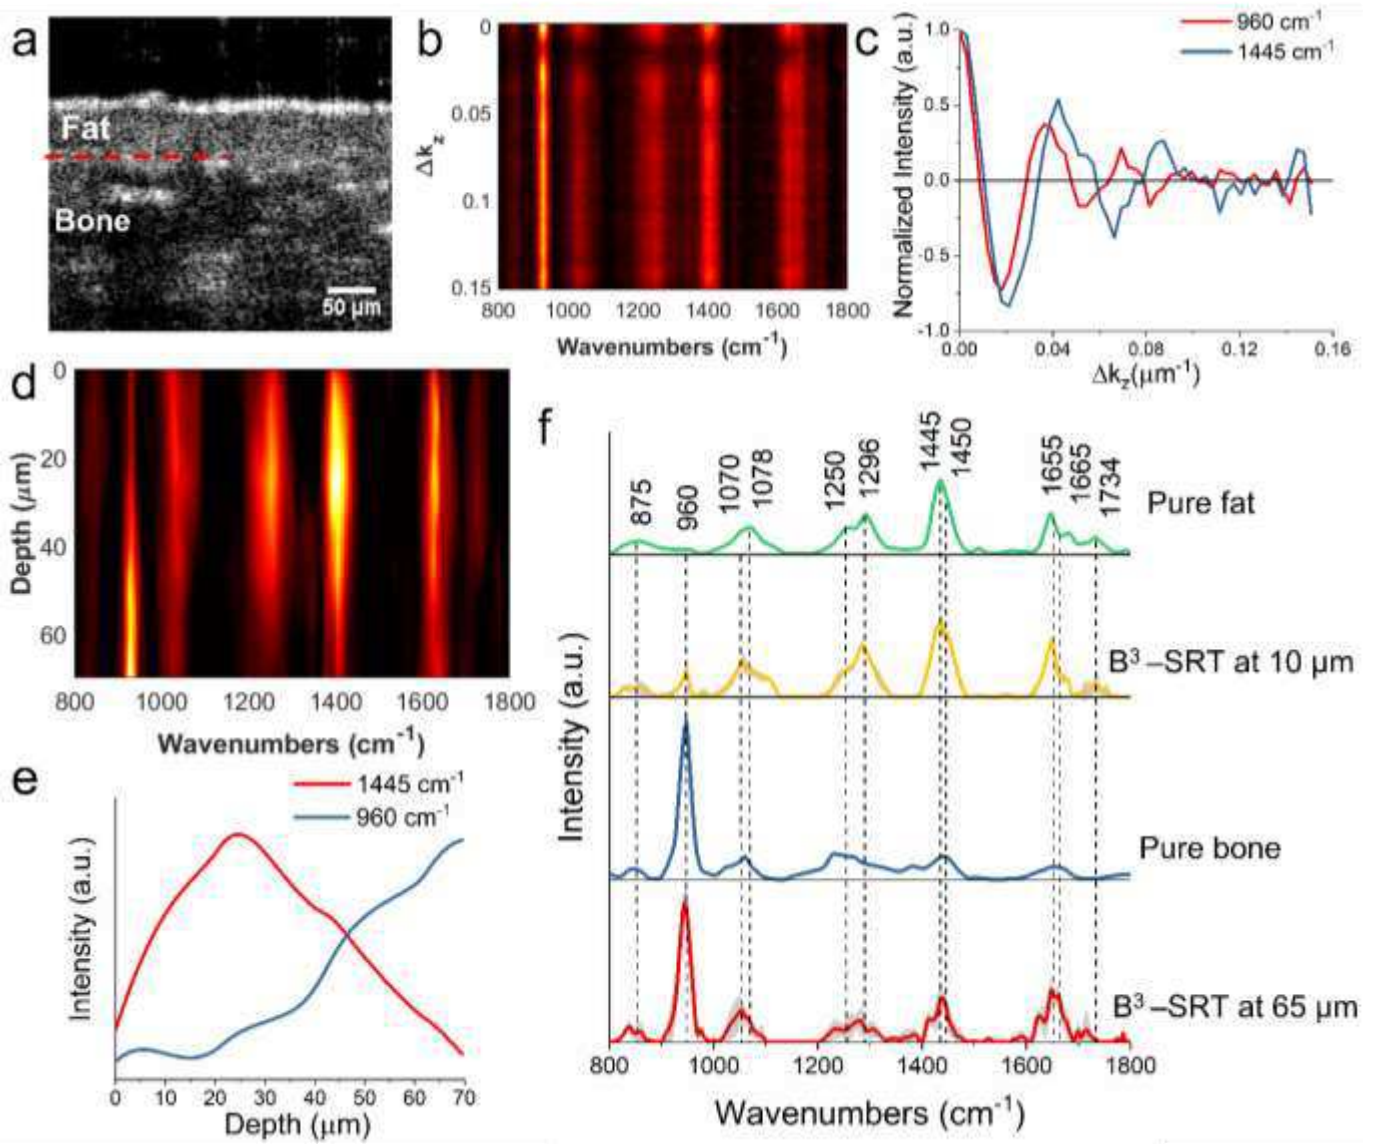 a
Fat
Bone
50 μm
b
0
0.05
0.1
0.15
Δk_z
800 1000 1200 1400 1600 1800
Wavenumbers (cm⁻¹)
c
960 cm⁻¹
1445 cm⁻¹
1.0
0.5
0.0
-0.5
-1.0
Normalized Intensity (a.u.)
0.00 0.04 0.08 0.12 0.16
Δk_z(μm⁻¹)
d
0
20
40
60
Depth (μm)
800 1000 1200 1400 1600 1800
Wavenumbers (cm⁻¹)
e
1445 cm⁻¹
960 cm⁻¹
Intensity (a.u.)
0 10 20 30 40 50 60 70
Depth (μm)
f
875 960 1070 1078 1250 1296 1445 1450 1655 1665 1734
Pure fat
B³–SRT at 10 μm
Pure bone
B³–SRT at 65 μm
Intensity (a.u.)
800 1000 1200 1400 1600 1800
Wavenumbers (cm⁻¹)